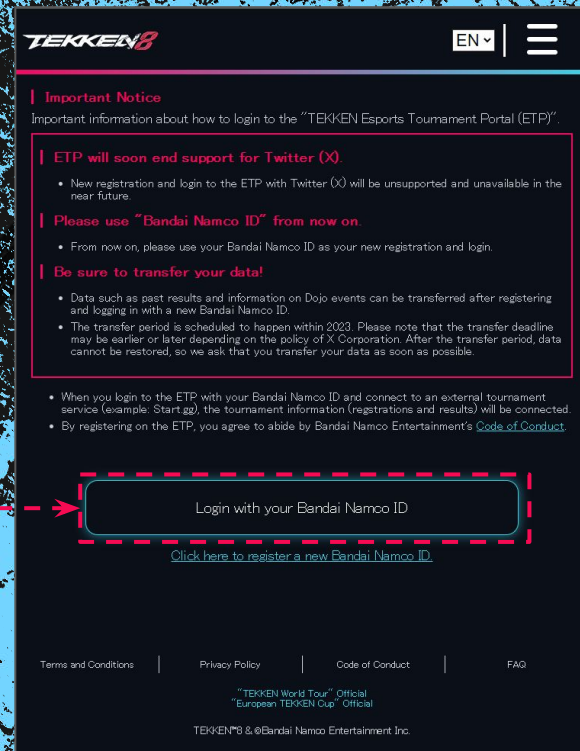 TEKKEN8
EN
Important Notice
Important information about how to login to the "TEKKEN Esports Tournament Portal (ETP)".
ETP will soon end support for Twitter (X).
• New registration and login to the ETP with Twitter (X) will be unsupported and unavailable in the
near future.
Please use "Bandai Namco ID" from now on.
• From now on, please use your Bandai Namco ID as your new registration and login.
Be sure to transfer your data!
• Data such as past results and information on Dojo events can be transferred after registering
and logging in with a new Bandai Namco ID.
• The transfer period is scheduled to happen within 2023. Please note that the transfer deadline
may be earlier or later depending on the policy of X Corporation. After the transfer period, data
cannot be restored, so we ask that you transfer your data as soon as possible.
• When you login to the ETP with your Bandai Namco ID and connect to an external tournament
service (example: Start.gg), the tournament information (regstrations and results) will be connected.
• By registering on the ETP, you agree to abide by Bandai Namco Entertainment's Code of Conduct.
Login with your Bandai Namco ID
Click here to register a new Bandai Namco ID.
Terms and Conditions
Privacy Policy
Code of Conduct
FAQ
"TEKKEN World Tour" Official
"European TEKKEN Cup" Official
TEKKEN™8 & ©Bandai Namco Entertainment Inc.